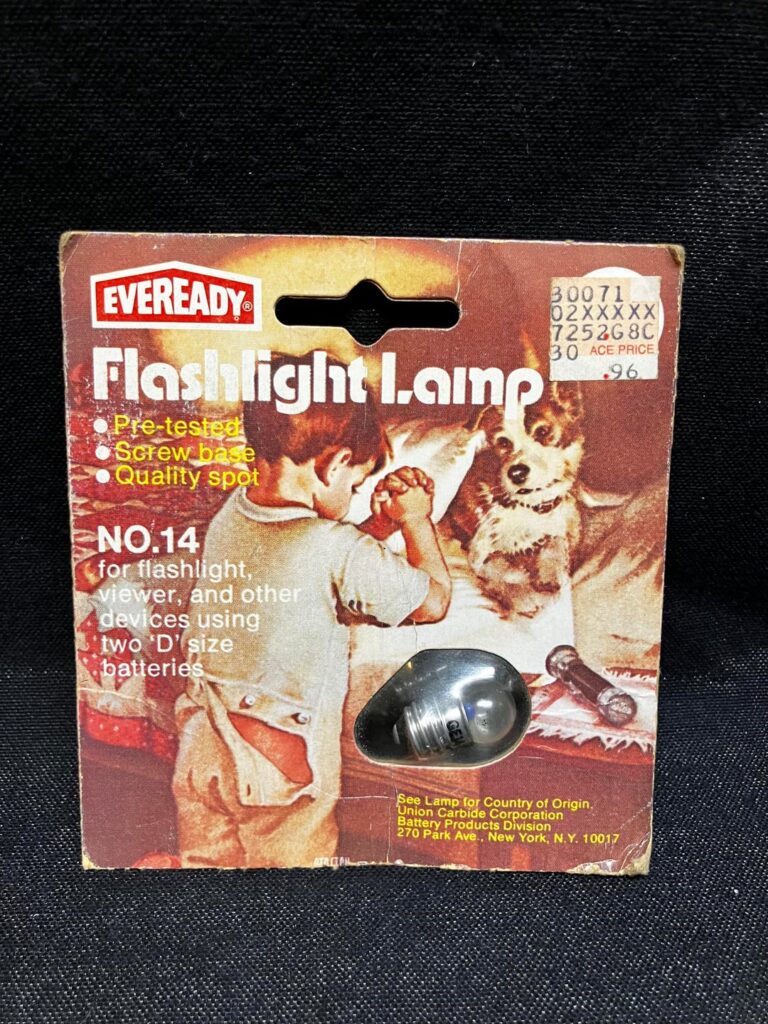 EVEREADY®
30071
02XXXXX
7252G8C
30 ACE PRICE
.96
Flashlight Lamp
• Pre-tested
• Screw base
• Quality spot
NO.14
for flashlight,
viewer, and other
devices using
two 'D' size
batteries
See Lamp for Country of Origin.
Union Carbide Corporation
Battery Products Division
270 Park Ave., New York, N.Y. 10017